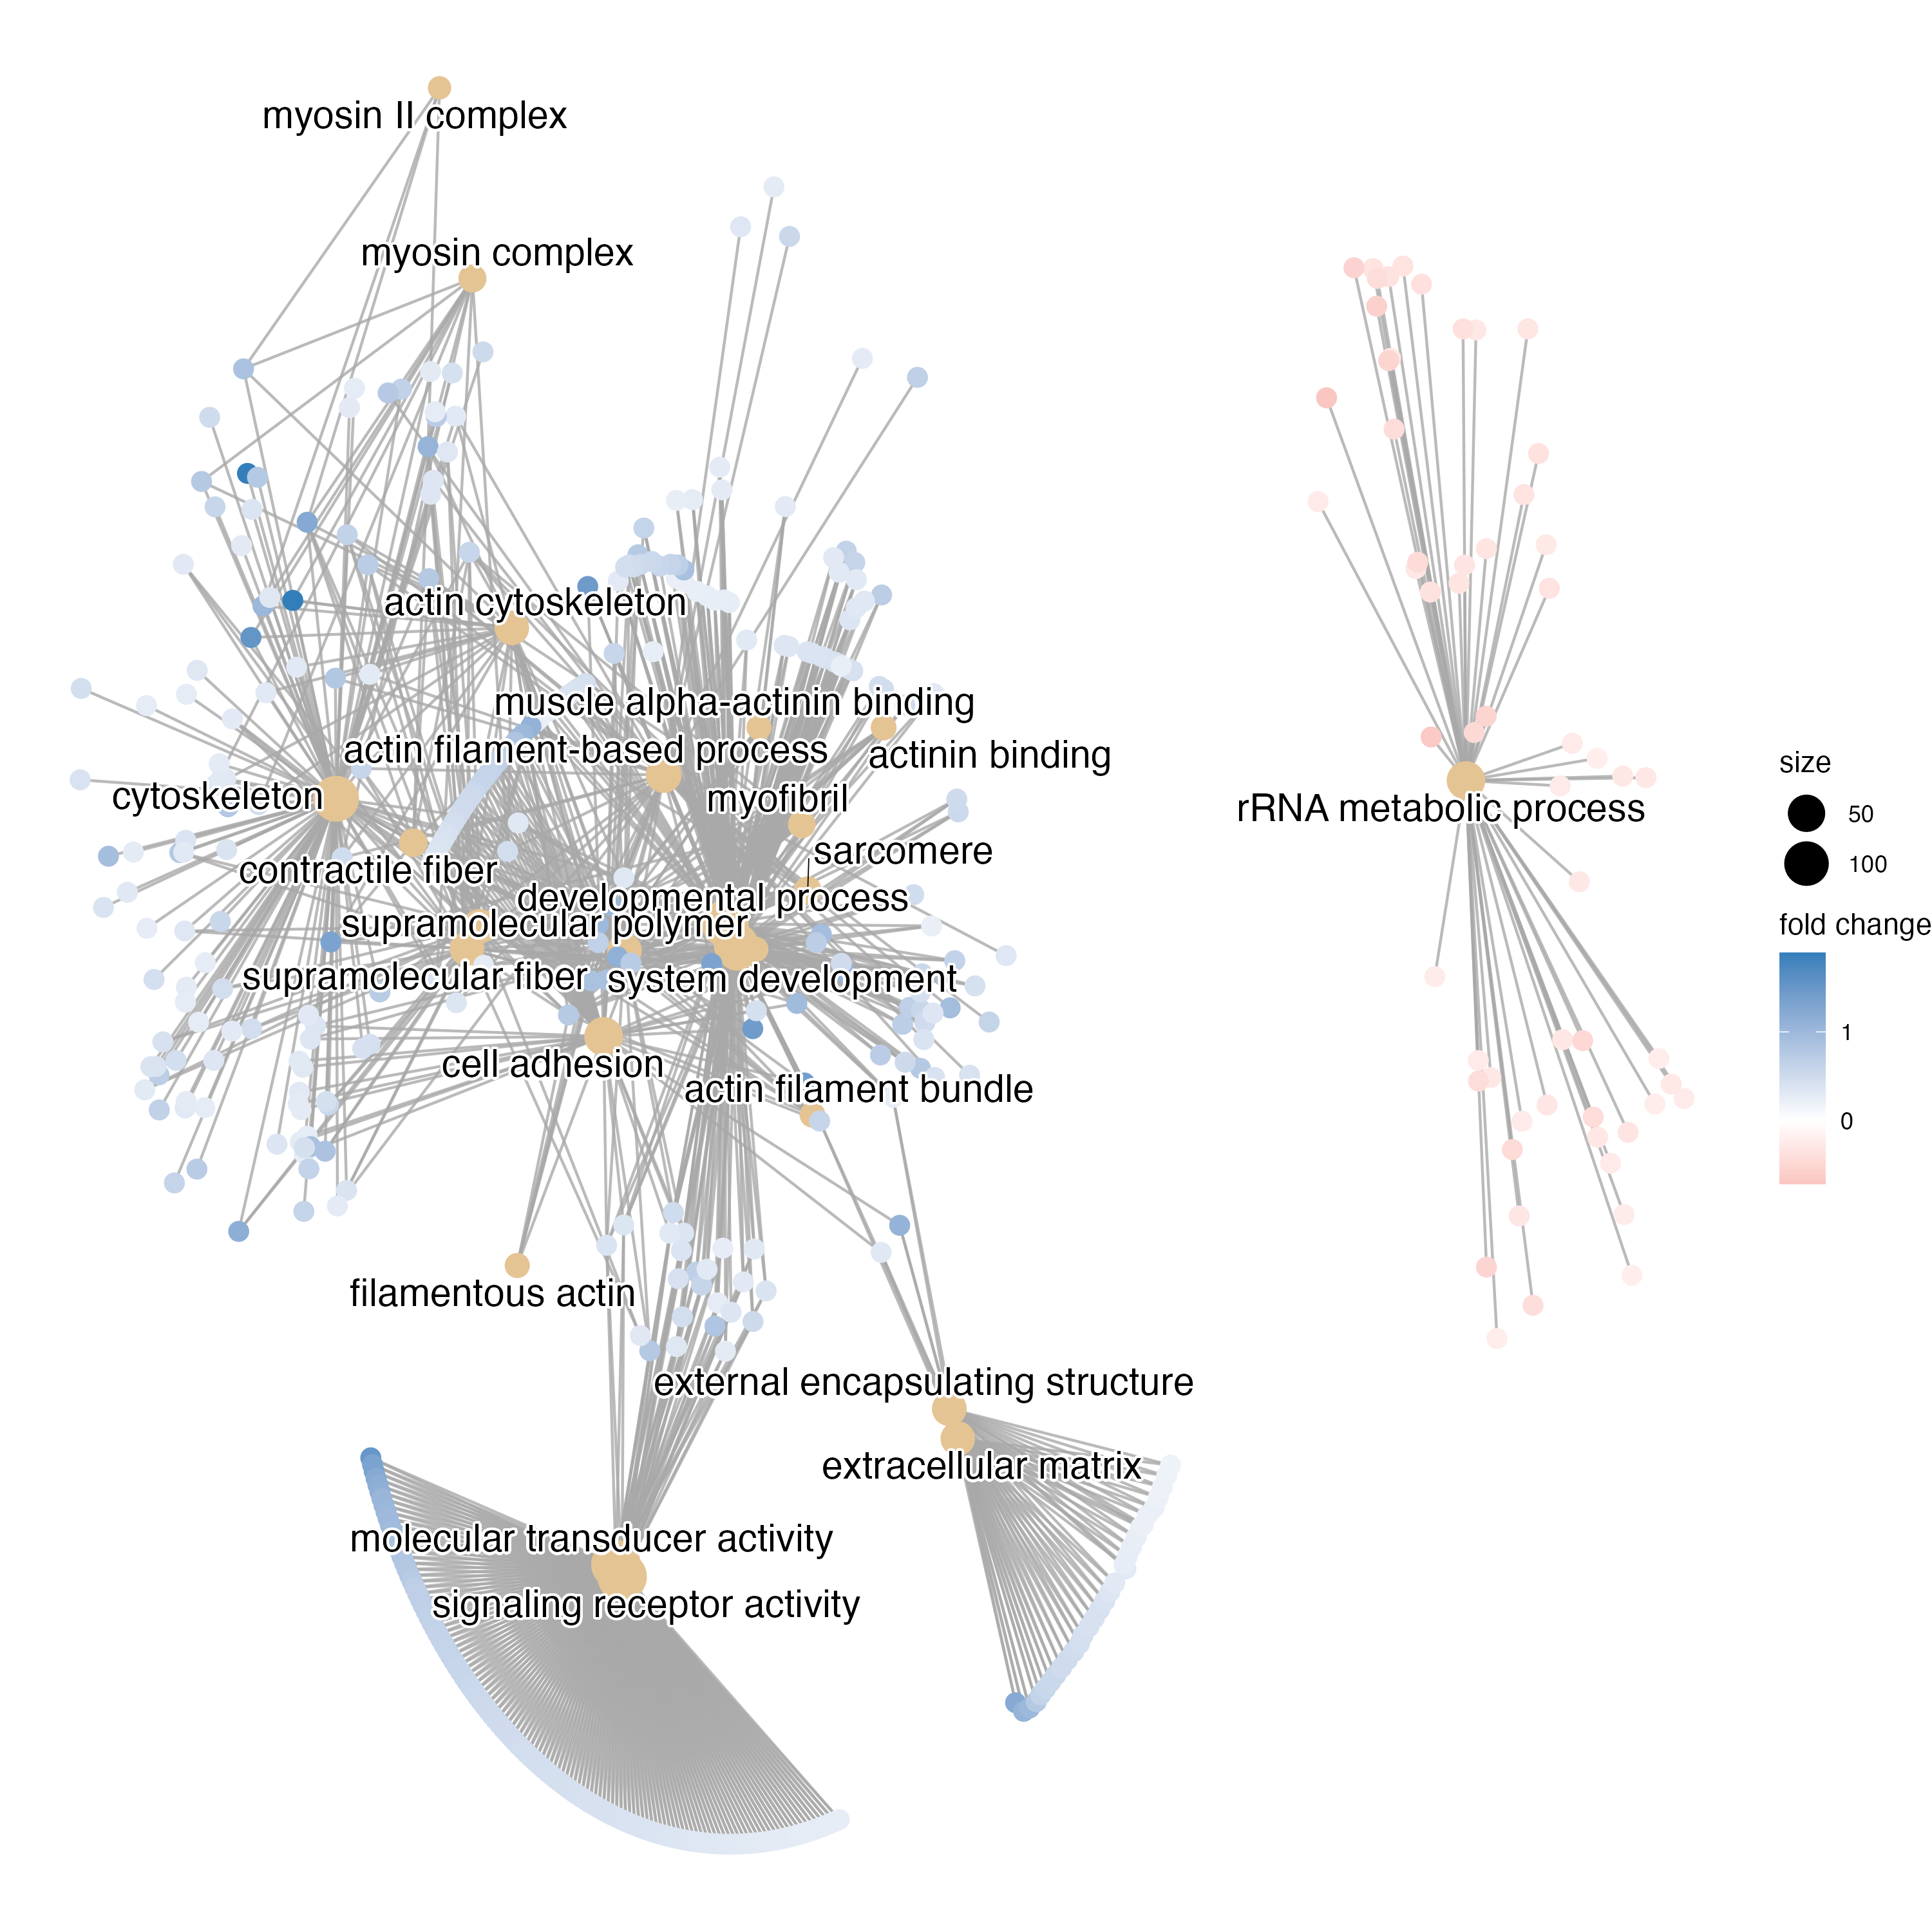 myosin II complex
myosin complex
actin cytoskeleton
muscle alpha-actinin binding
actin filament-based process
actinin binding
cytoskeleton
myofibril
rRNA metabolic process
sarcomere
contractile fiber
developmental process
supramolecular polymer
supramolecular fiber
system development
cell adhesion
actin filament bundle
filamentous actin
external encapsulating structure
extracellular matrix
molecular transducer activity
signaling receptor activity
size
50
100
fold change
1
0